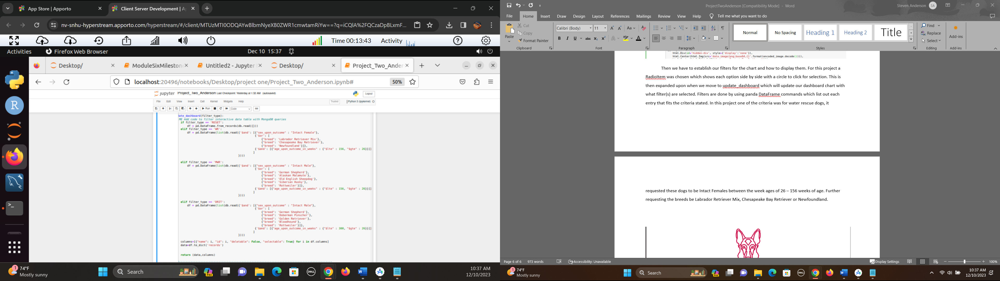 App Store | Apporto
Client Server Development | A
nv-snhu-hyperstream.apporto.com/hyperstream/#/client/MTUzMTI0ODQAYwBlbmNyeXB0ZWR1cmwtamRiYw==?q=iCQIA%2FQCzaDpBLxmF...
Time 00:13:43 Activity
Activities Firefox Web Browser Dec 10 15:37
Desktop/
ModuleSixMileston
Untitled2 - Jupyter
Desktop/
Project_Two_Ander
localhost:20496/notebooks/Desktop/project one/Project_Two_Anderson.ipynb# 50%
jupyter Project_Two_Anderson Last Checkpoint: Yesterday at 1:32 AM (autosaved) Logout
File Edit View Insert Cell Kernel Widgets Help Trusted Python 3 (ipykernel)
Run Code
ate_dashboard(filter_type):
ME Add code to filter interactive data table with MongoDB queries
if filter_type == 'RESET':
df = pd.DataFrame.from_records(db.read({}))
elif filter_type == 'WR':
df = pd.DataFrame(list(db.read({'$and': [{"sex_upon_outcome" : "Intact Female"},
{'$or': [
{"breed": 'Labrador Retriever Mix'},
{"breed": 'Chesapeake Bay Retriever'},
{"breed": 'Newfoundland'}]},
{'$and': [{"age_upon_outcome_in_weeks" : {"$lte" : 156, "$gte" : 26}}]}
]
})))
elif filter_type == 'MWR':
df = pd.DataFrame(list(db.read({'$and': [{"sex_upon_outcome" : "Intact Male"},
{'$or': [
{"breed": 'German Shepherd'},
{"breed": 'Alaskan Malamute'},
{"breed": 'Old English Sheepdog'},
{"breed": 'Siberian Husky'},
{"breed": 'Rottweiler'}]},
{'$and': [{"age_upon_outcome_in_weeks" : {"$lte" : 156, "$gte" : 26}}]}
]
})))
elif filter_type == 'DRIT':
df = pd.DataFrame(list(db.read({'$and': [{"sex_upon_outcome" : "Intact Male"},
{'$or': [
{"breed": 'German Shepherd'},
{"breed": 'Doberman Pinscher'},
{"breed": 'Golden Retriever'},
{"breed": 'Bloodhound'},
{"breed": 'Rottweiler'}]},
{'$and': [{"age_upon_outcome_in_weeks" : {"$lte" : 300, "$gte" : 26}}]}
]
})))
columns=[{"name": i, "id": i, "deletable": False, "selectable": True} for i in df.columns]
data=df.to_dict('records')
return (data,columns)
74°F
Mostly sunny
Search
10:37 AM
12/10/2023
ProjectTwoAnderson [Compatibility Mode] - Word
Steven Anderson SA
File Home Insert Draw Design Layout References Mailings Review View Help Tell me what you want to do
Paste
Cut
Copy
Format Painter
Clipboard
Calibri (Body) 11
Font
Paragraph
Normal
No Spacing
Heading 1
Heading 2
Title
Styles
Find
Replace
Select
Editing
Add-ins
Add-ins
html.Div(id='hidden-div', style={'display':'none'}),
html.Center(html.Img(src='data.image/png;base64,{}'.format(encoded_image.decode()))),
Then we have to establish our filters for the chart and how to display them. For this project a
RadioItem was chosen which shows each option side by side with a circle to click for selection. This is
then expanded upon when we move to update_dashboard which will update our dashboard chart with
what filter(s) are selected. Filters are done by using panda DataFrame commands which list out each
entry that fits the criteria stated. In this project one of the criteria was for water rescue dogs, it
requested these dogs to be Intact Females between the week ages of 26 – 156 weeks of age. Further
requesting the breeds be Labrador Retriever Mix, Chesapeake Bay Retriever or Newfoundland.
Page 6 of 6 973 words Accessibility: Unavailable Display Settings 100%
74°F
Mostly sunny
Search
10:37 AM
12/10/2023